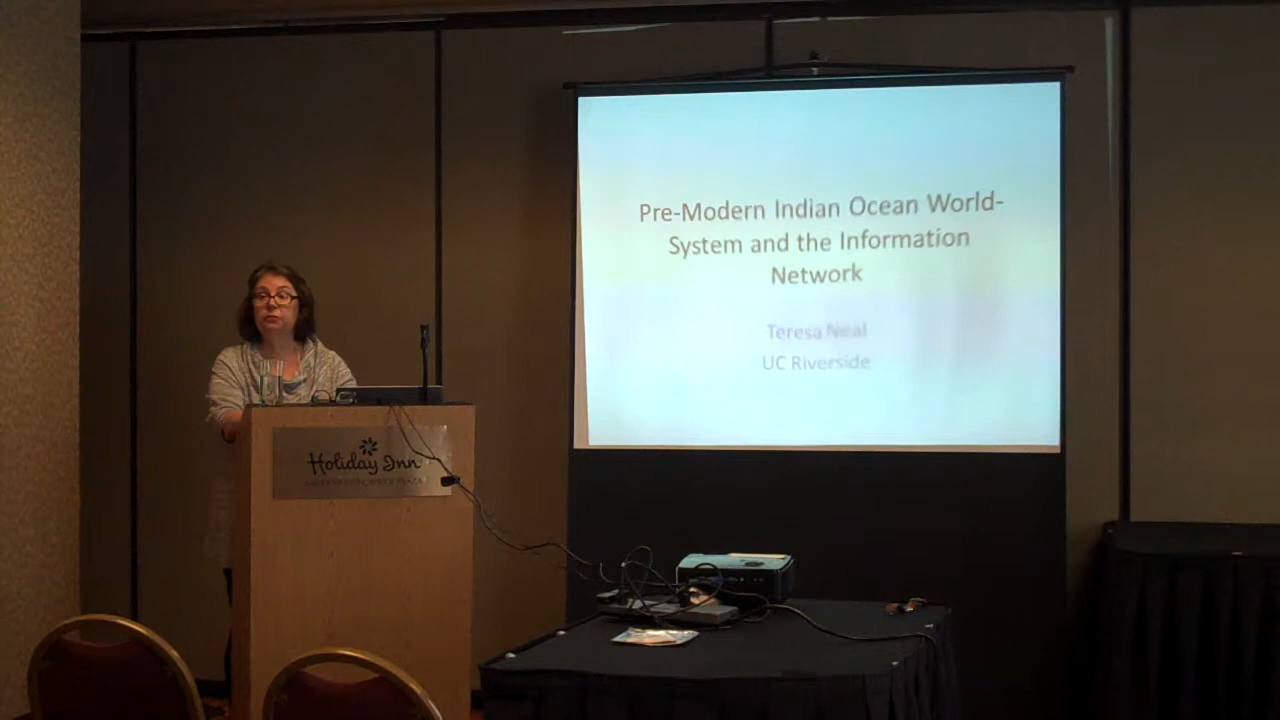 Pre-Modern Indian Ocean World-
System and the Information
Network
Teresa Neal
UC Riverside
Holiday Inn